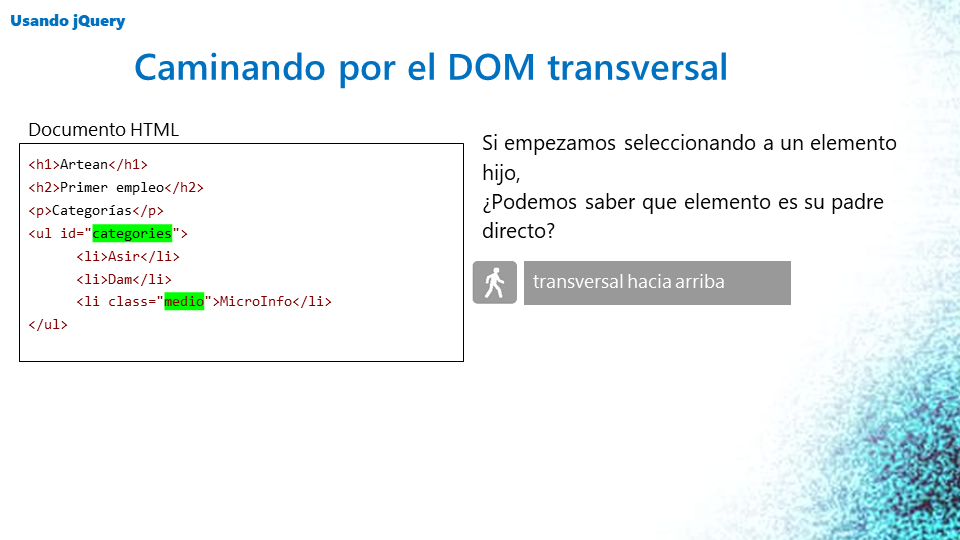 Usando jQuery
Caminando por el DOM transversal
Documento HTML
<h1>Artean</h1>
<h2>Primer empleo</h2>
<p>Categorías</p>
<ul id="categories">
<li>Asir</li>
<li>Dam</li>
<li class="medio">MicroInfo</li>
</ul>
Si empezamos seleccionando a un elemento
hijo,
¿Podemos saber que elemento es su padre
directo?
transversal hacia arriba